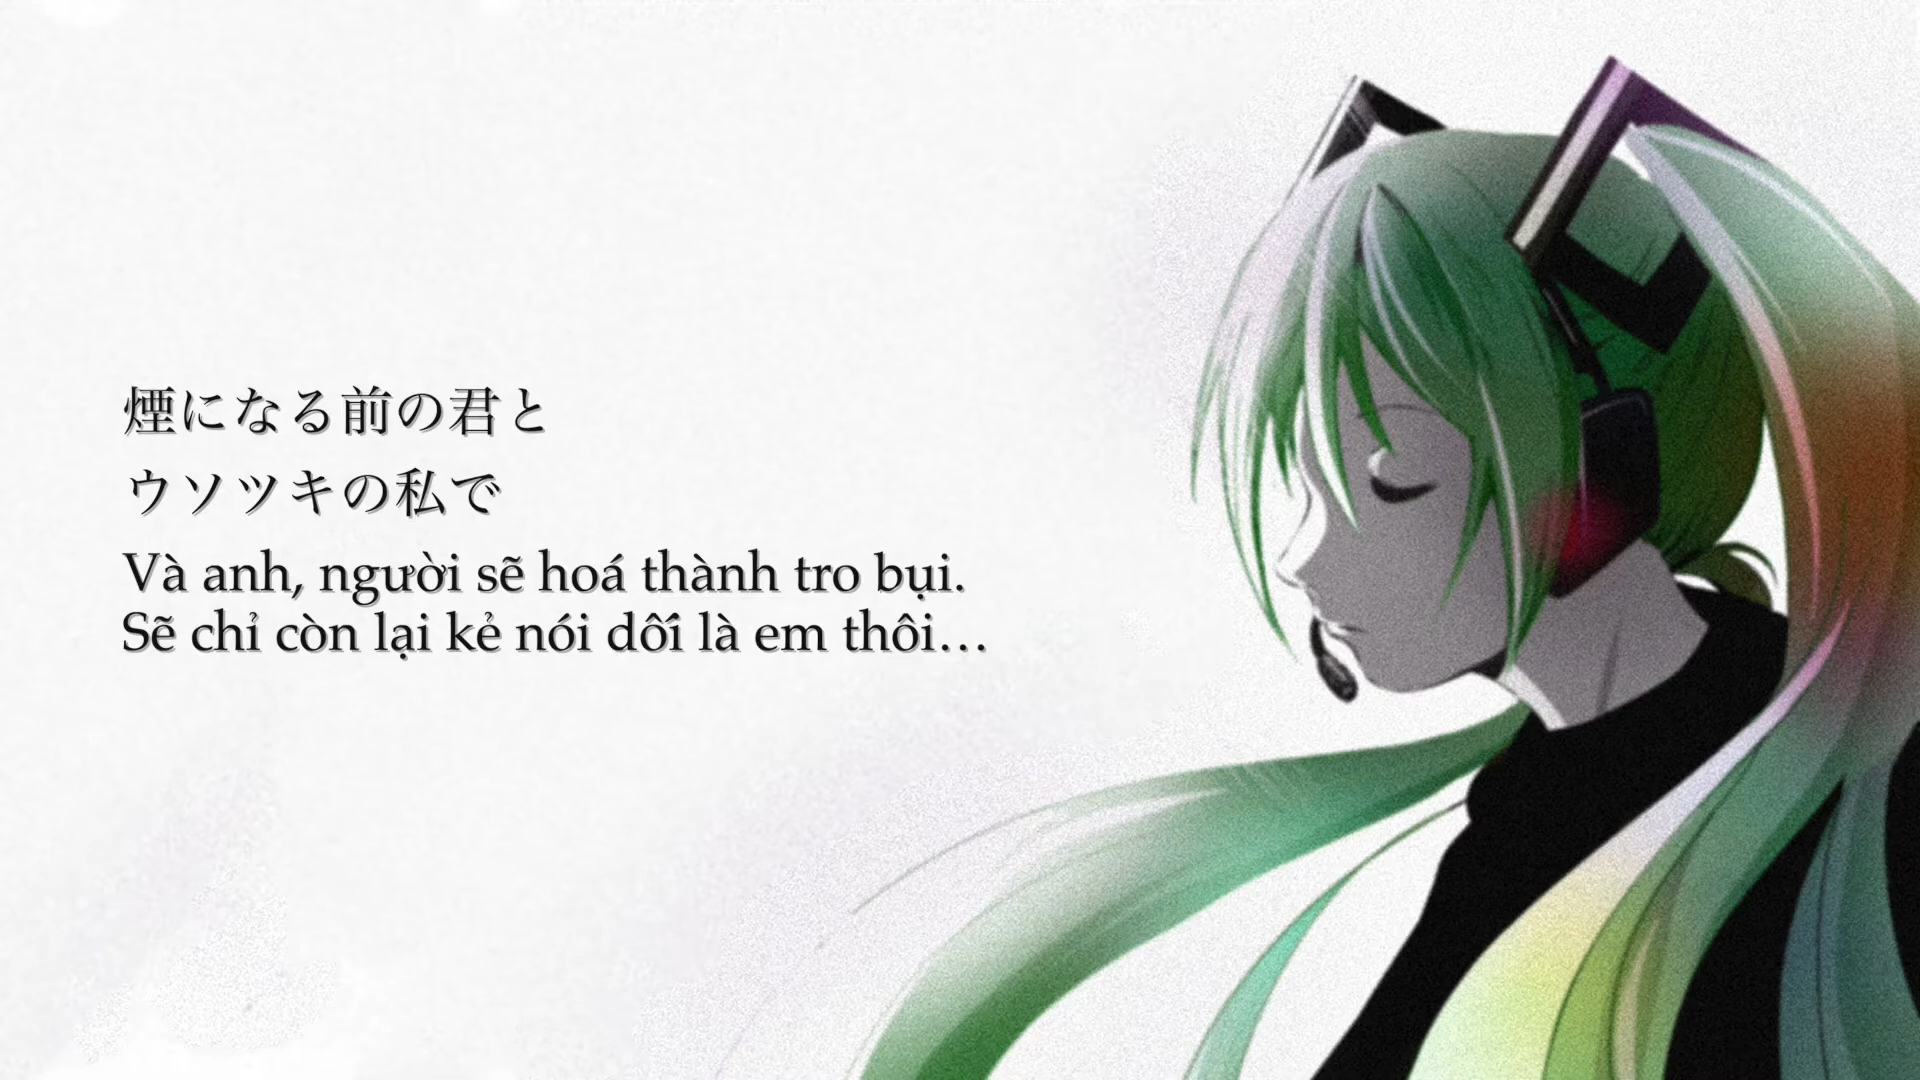 煙になる前の君と
ウソツキの私で
Và anh, người sẽ hoá thành tro bụi.
Sẽ chỉ còn lại kẻ nói dối là em thôi…